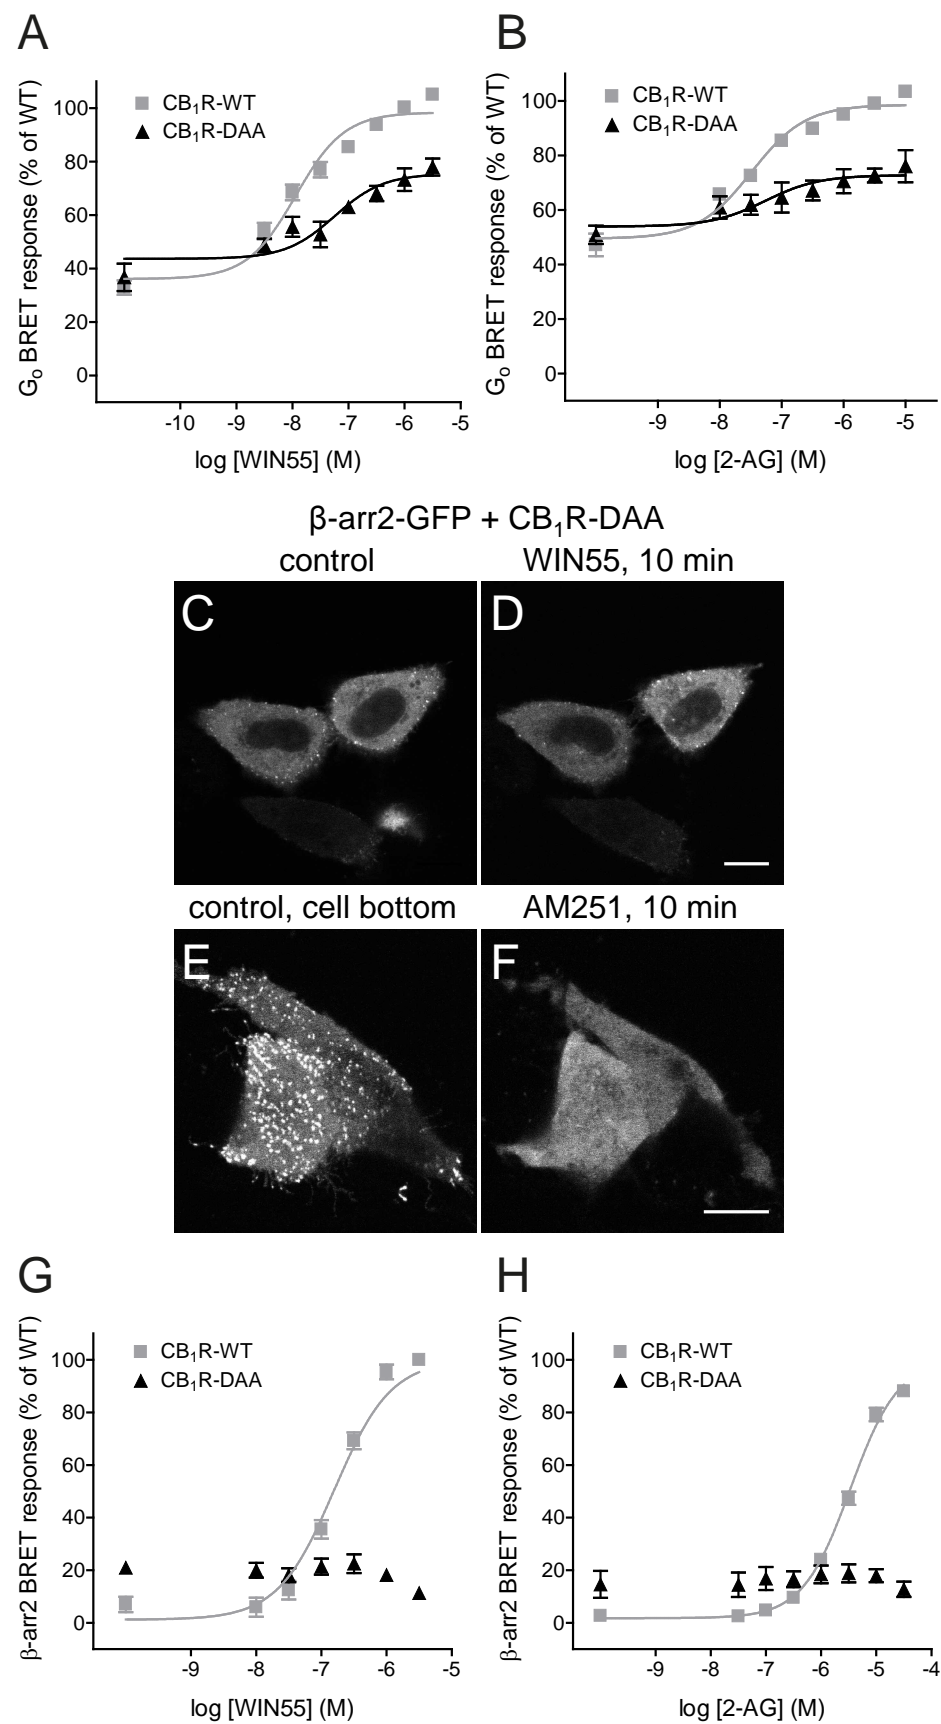 A
B
Go BRET response (% of WT)
CB1R-WT
CB1R-DAA
100
80
60
40
20
0
-10 -9 -8 -7 -6 -5
log [WIN55] (M)
Go BRET response (% of WT)
CB1R-WT
CB1R-DAA
100
80
60
40
20
0
-9 -8 -7 -6 -5
log [2-AG] (M)
β-arr2-GFP + CB1R-DAA
control
WIN55, 10 min
C
D
control, cell bottom
AM251, 10 min
E
F
G
H
β-arr2 BRET response (% of WT)
CB1R-WT
CB1R-DAA
100
80
60
40
20
0
-9 -8 -7 -6 -5
log [WIN55] (M)
β-arr2 BRET response (% of WT)
CB1R-WT
CB1R-DAA
100
80
60
40
20
0
-9 -8 -7 -6 -5 -4
log [2-AG] (M)